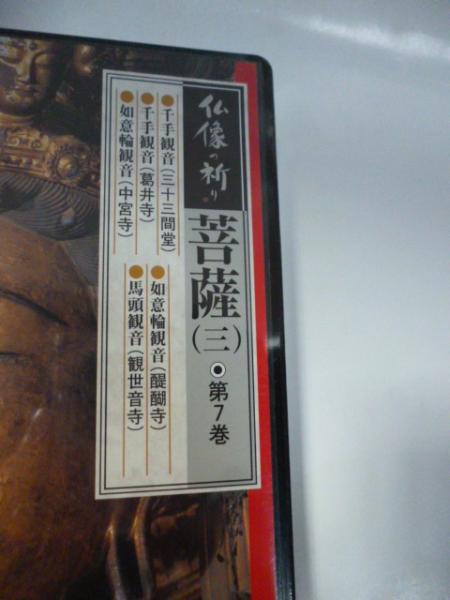 仏像の祈り
菩薩(三)●第7巻
●千手観音(三十三間堂)
●千手観音(葛井寺)
●如意輪観音(中宮寺)
●如意輪観音(醍醐寺)
●馬頭観音(観世音寺)